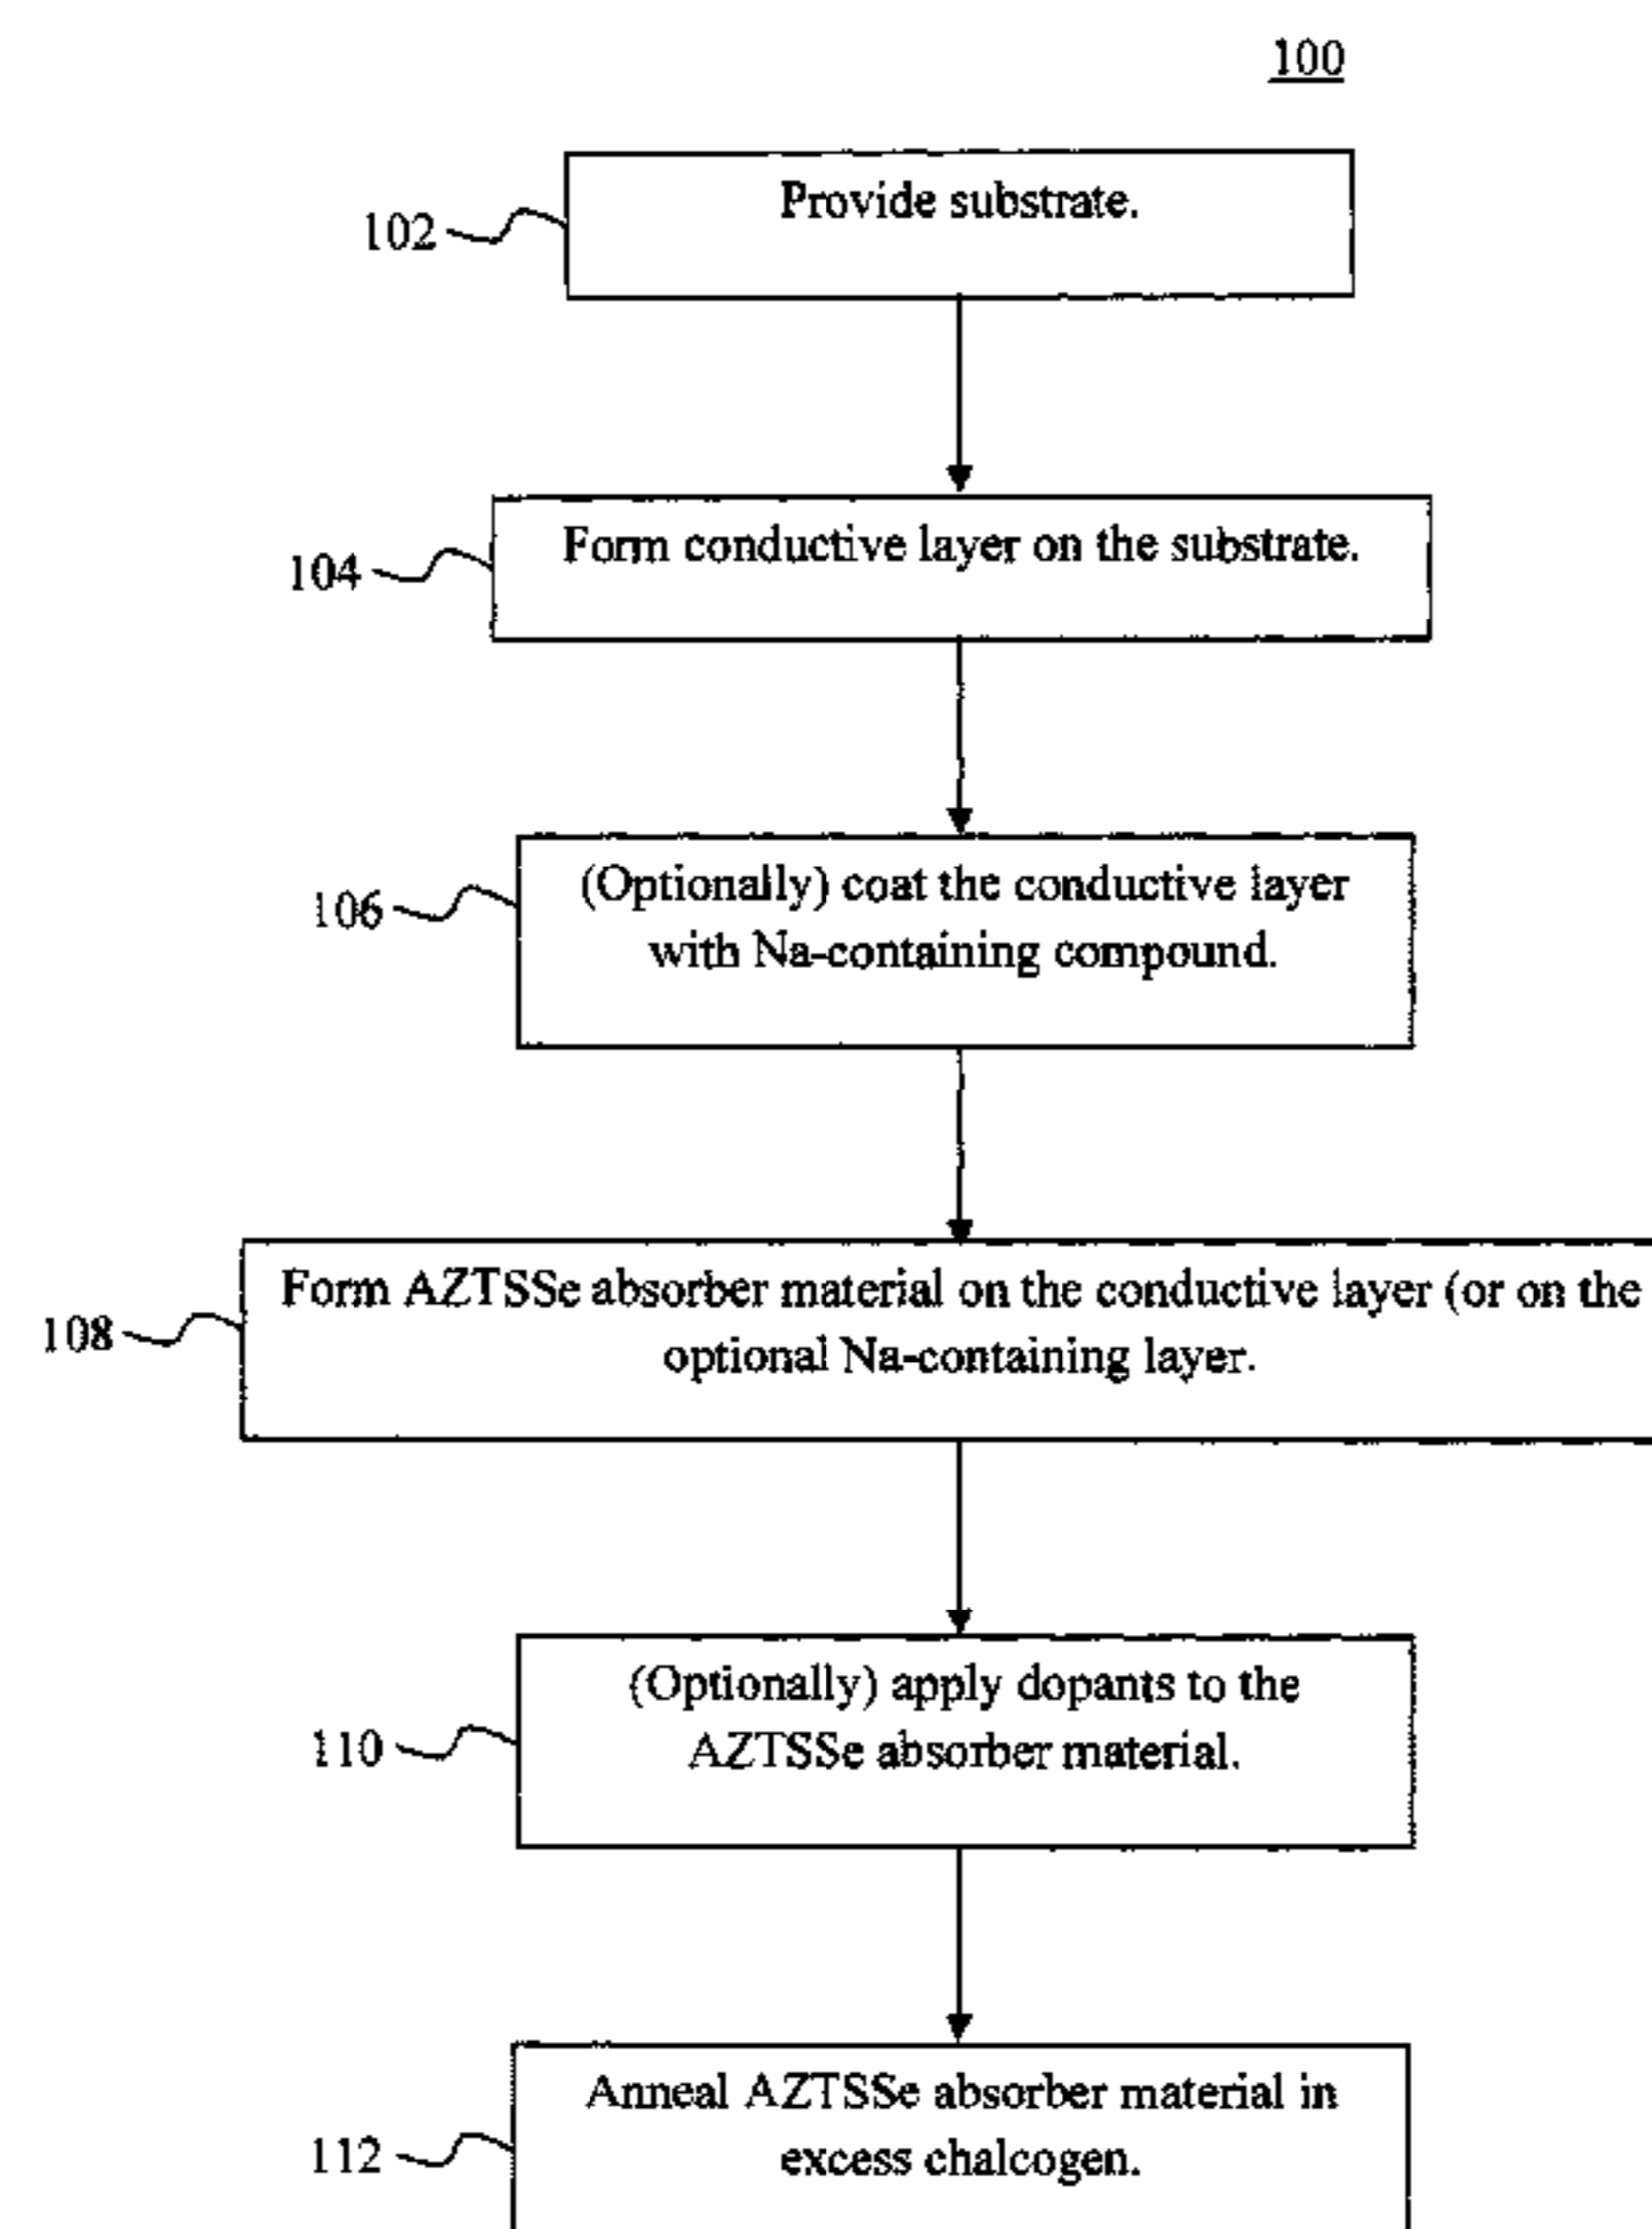 100
Provide substrate.
102
Form conductive layer on the substrate.
104
(Optionally) coat the conductive layer
with Na-containing compound.
106
Form AZTSSe absorber material on the conductive layer (or on the
optional Na-containing layer.
108
(Optionally) apply dopants to the
AZTSSe absorber material.
110
Anneal AZTSSe absorber material in
excess chalcogen.
112